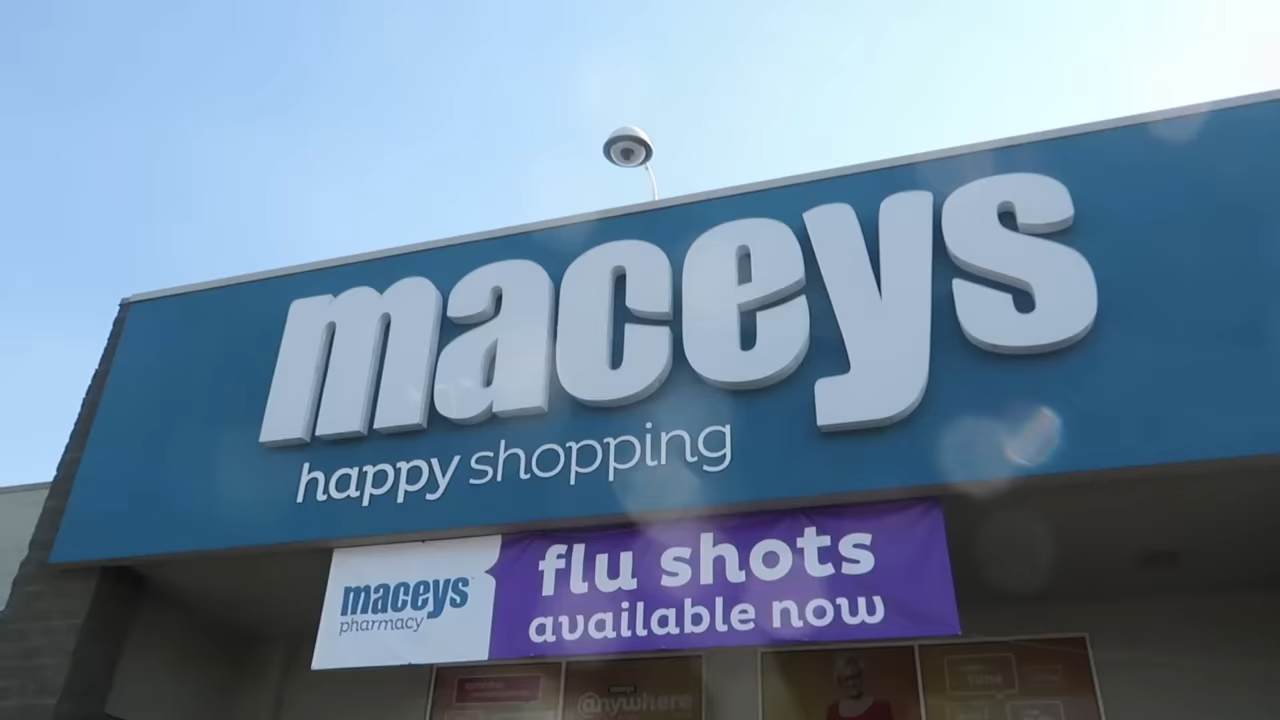 maceys
happy shopping
maceys
pharmacy
flu shots
available now
@nywhere